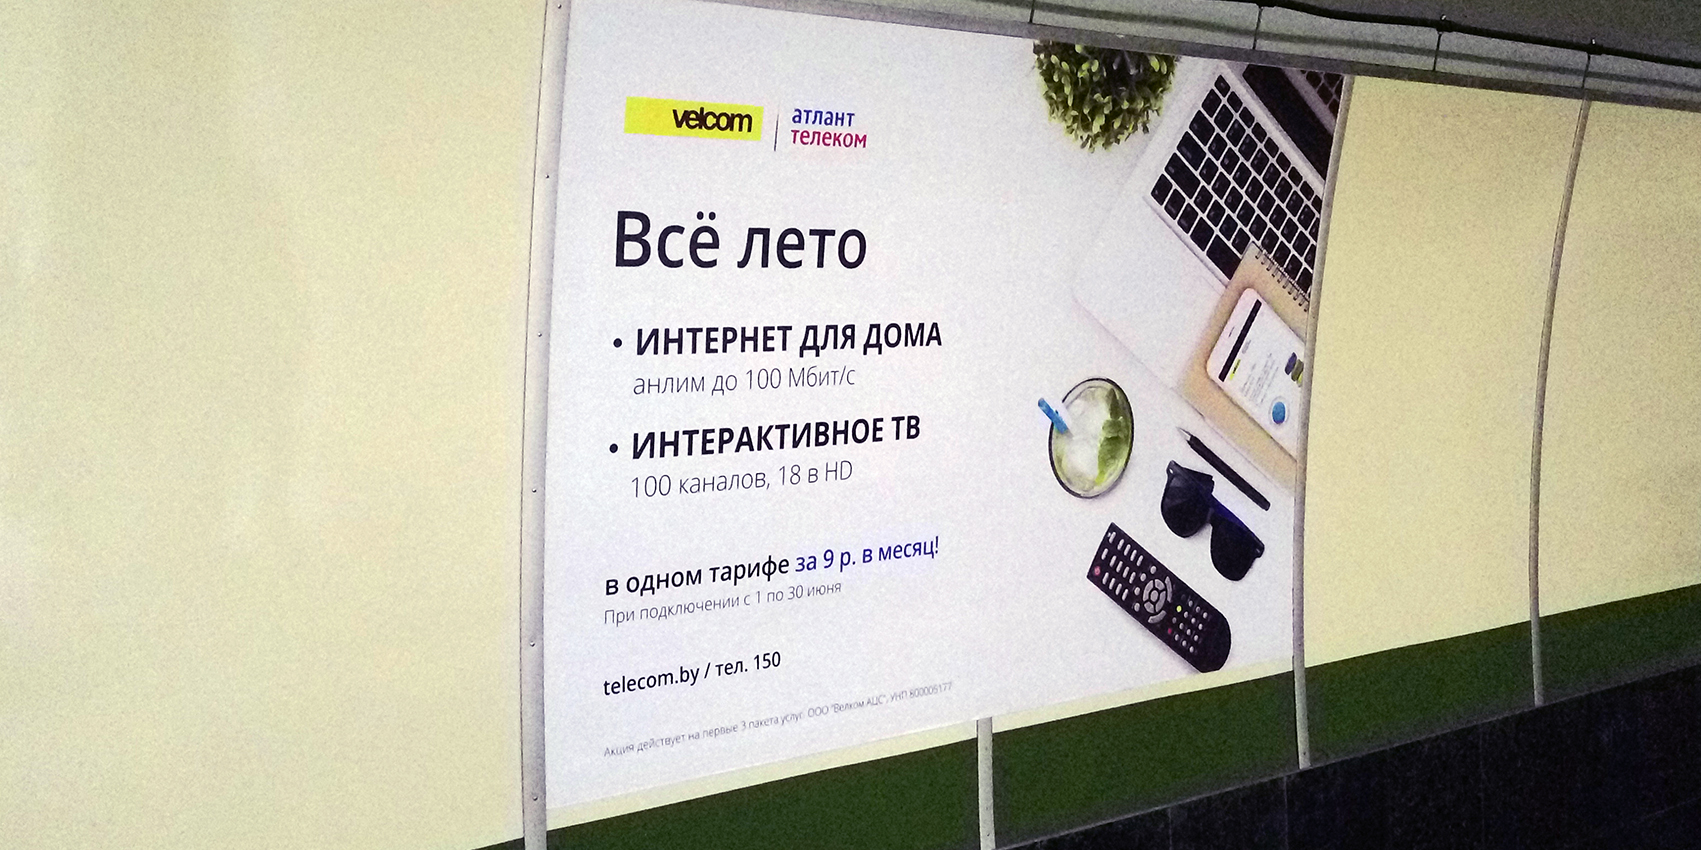 velcom
атлант
телеком
Всё лето
• ИНТЕРНЕТ ДЛЯ ДОМА
анлим до 100 Мбит/с
• ИНТЕРАКТИВНОЕ ТВ
100 каналов, 18 в HD
в одном тарифе за 9 р. в месяц!
При подключении с 1 по 30 июня
telecom.by / тел. 150
Акция действует на первые 3 пакета услуг. ООО "Велком АЦС", УНП